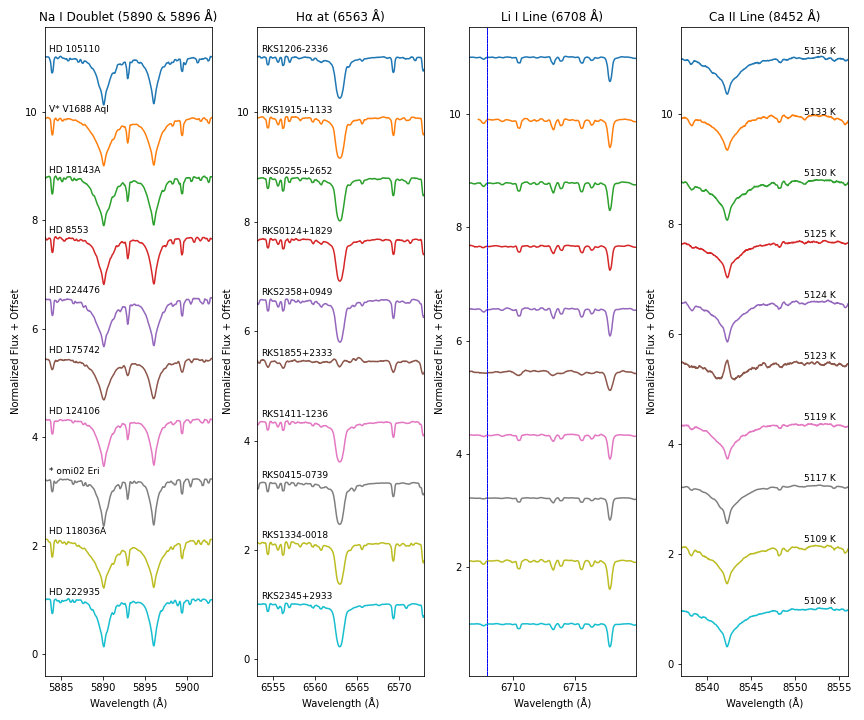 Na I Doublet (5890 & 5896 Å)
Normalized Flux + Offset
10
8
6
4
2
0
HD 105110
V* V1688 Aql
HD 18143A
HD 8553
HD 224476
HD 175742
HD 124106
* omi02 Eri
HD 118036A
HD 222935
5885 5890 5895 5900
Wavelength (Å)
Hα at (6563 Å)
Normalized Flux + Offset
10
8
6
4
2
0
RKS1206-2336
RKS1915+1133
RKS0255+2652
RKS0124+1829
RKS2358+0949
RKS1855+2333
RKS1411-1236
RKS0415-0739
RKS1334-0018
RKS2345+2933
6555 6560 6565 6570
Wavelength (Å)
Li I Line (6708 Å)
Normalized Flux + Offset
10
8
6
4
2
6710 6715
Wavelength (Å)
Ca II Line (8452 Å)
Normalized Flux + Offset
10
8
6
4
2
0
5136 K
5133 K
5130 K
5125 K
5124 K
5123 K
5119 K
5117 K
5109 K
5109 K
8540 8545 8550 8555
Wavelength (Å)